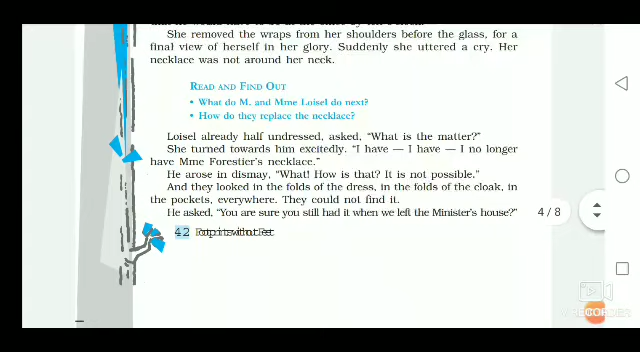 She removed the wraps from her shoulders before the glass, for a
final view of herself in her glory. Suddenly she uttered a cry. Her
necklace was not around her neck.
READ AND FIND OUT
• What do M. and Mme Loisel do next?
• How do they replace the necklace?
Loisel already half undressed, asked, “What is the matter?”
She turned towards him excitedly. “I have — I have — I no longer
have Mme Forestier’s necklace.”
He arose in dismay, “What! How is that? It is not possible.”
And they looked in the folds of the dress, in the folds of the cloak, in
the pockets, everywhere. They could not find it.
He asked, “You are sure you still had it when we left the Minister’s house?”
4 / 8
42
RECORDER